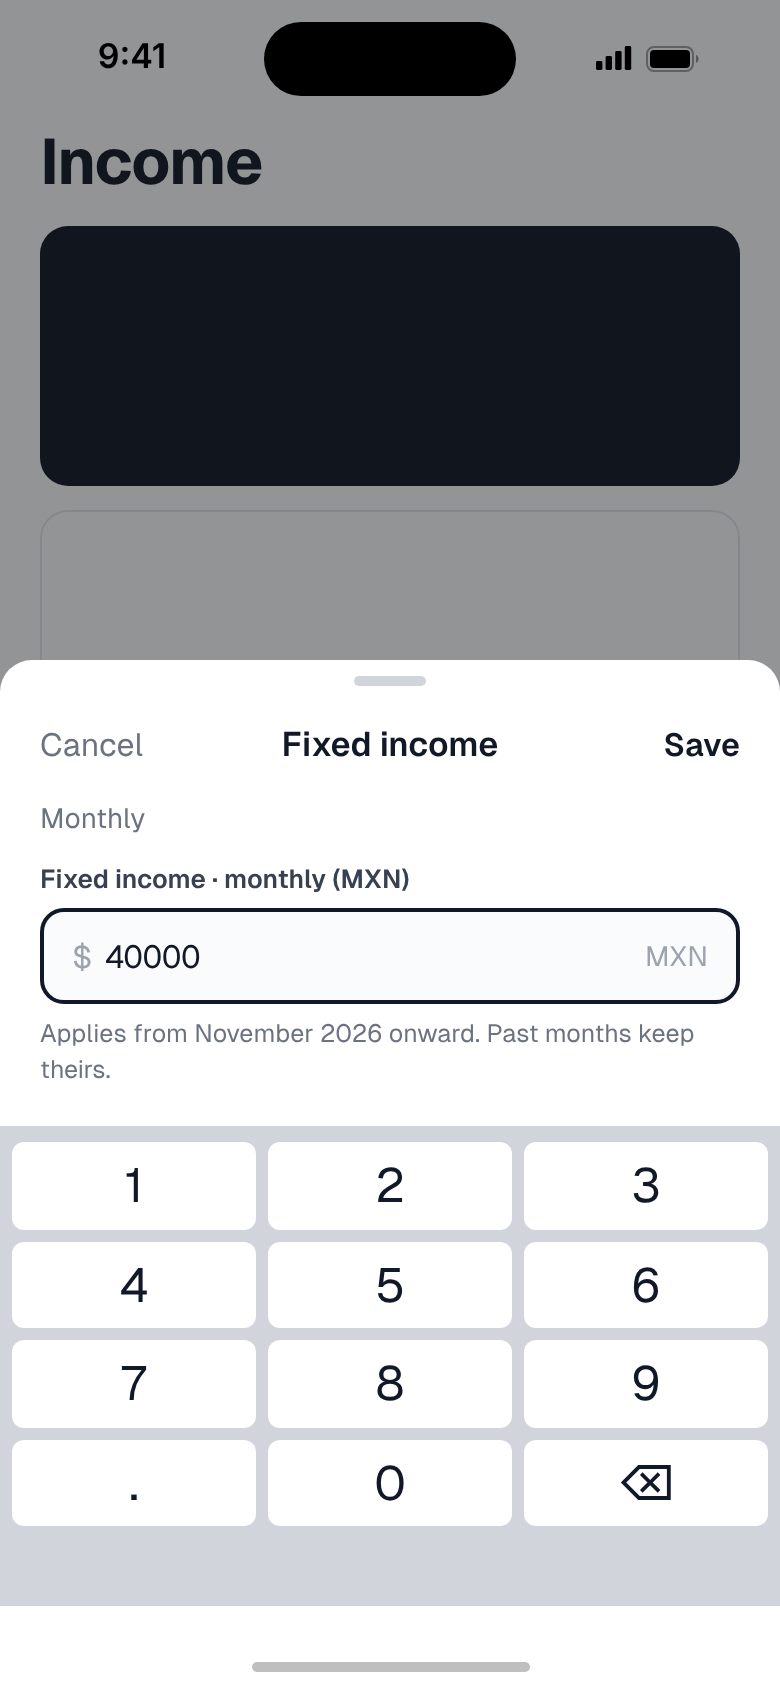 9:41
Income
Cancel
Fixed income
Save
Monthly
Fixed income · monthly (MXN)
$ 40000
MXN
Applies from November 2026 onward. Past months keep
theirs.
1
2
3
4
5
6
7
8
9
.
0